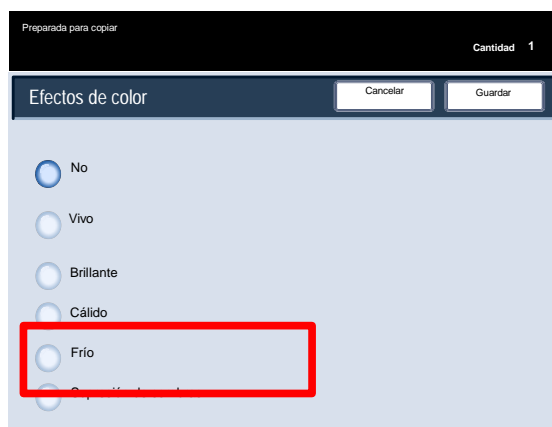 Preparada para copiar
Cantidad 1
Efectos de color
Cancelar
Guardar
No
Vivo
Brillante
Cálido
Frío